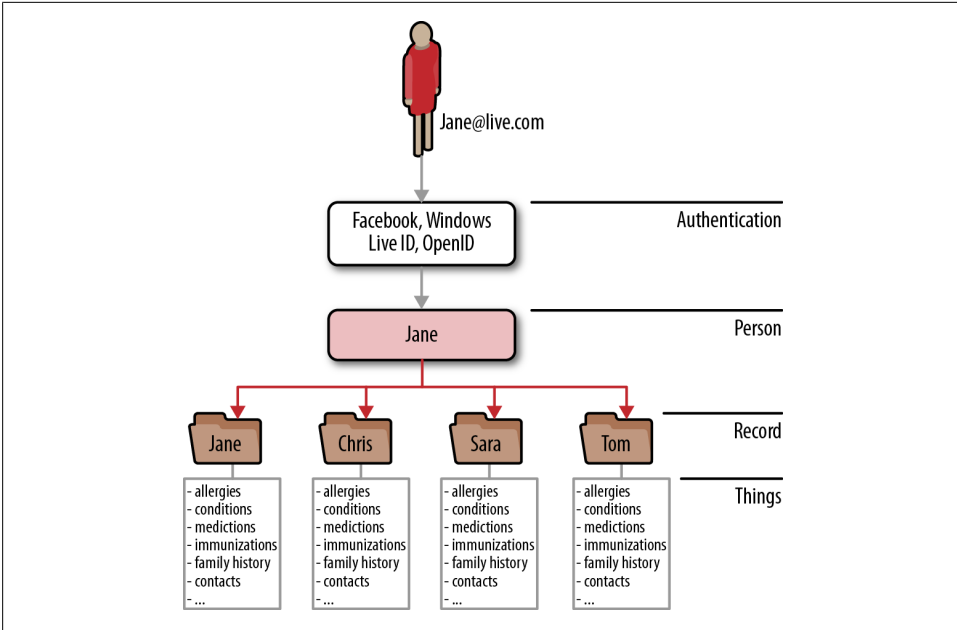 Jane@live.com
Facebook, Windows
Live ID, OpenID
Authentication
Jane
Person
Jane
Chris
Sara
Tom
Record
Things
- allergies
- conditions
- medictions
- immunizations
- family history
- contacts
- ...
- allergies
- conditions
- medictions
- immunizations
- family history
- contacts
- ...
- allergies
- conditions
- medictions
- immunizations
- family history
- contacts
- ...
- allergies
- conditions
- medictions
- immunizations
- family history
- contacts
- ...